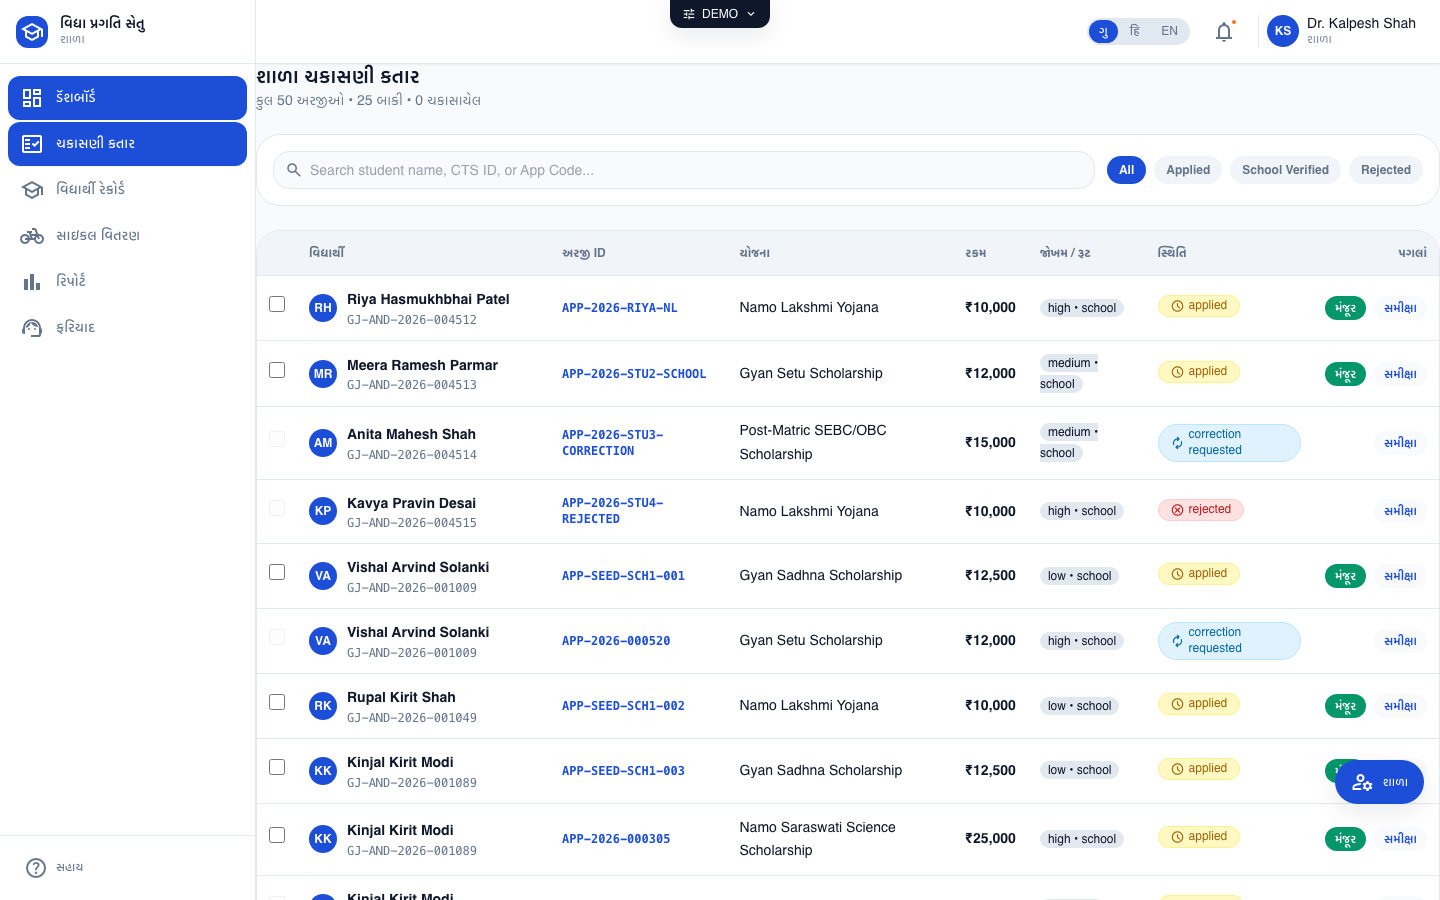 વિદ્યા પ્રગતિ સેતુ
શાળા
DEMO
ગુ
हि
EN
KS
Dr. Kalpesh Shah
શાળા
ડૅશબૉર્ડ
ચકાસણી કતાર
વિદ્યાર્થી રેકોર્ડ
સાઇકલ વિતરણ
રિપોર્ટ
ફરિયાદ
સહાય
શાળા ચકાસણી કતાર
કુલ 50 અરજીઓ • 25 બાકી • 0 ચકાસાયેલ
Search student name, CTS ID, or App Code...
All
Applied
School Verified
Rejected
વિદ્યાર્થી
અરજી ID
યોજના
રકમ
જોખમ / રૂટ
સ્થિતિ
પગલાં
RH
Riya Hasmukhbhai Patel
GJ-AND-2026-004512
APP-2026-RIYA-NL
Namo Lakshmi Yojana
₹10,000
high • school
applied
મંજૂર
સમીક્ષા
MR
Meera Ramesh Parmar
GJ-AND-2026-004513
APP-2026-STU2-SCHOOL
Gyan Setu Scholarship
₹12,000
medium •
school
applied
મંજૂર
સમીક્ષા
AM
Anita Mahesh Shah
GJ-AND-2026-004514
APP-2026-STU3-
CORRECTION
Post-Matric SEBC/OBC
Scholarship
₹15,000
medium •
school
correction
requested
સમીક્ષા
KP
Kavya Pravin Desai
GJ-AND-2026-004515
APP-2026-STU4-
REJECTED
Namo Lakshmi Yojana
₹10,000
high • school
rejected
સમીક્ષા
VA
Vishal Arvind Solanki
GJ-AND-2026-001009
APP-SEED-SCH1-001
Gyan Sadhna Scholarship
₹12,500
low • school
applied
મંજૂર
સમીક્ષા
VA
Vishal Arvind Solanki
GJ-AND-2026-001009
APP-2026-000520
Gyan Setu Scholarship
₹12,000
high • school
correction
requested
સમીક્ષા
RK
Rupal Kirit Shah
GJ-AND-2026-001049
APP-SEED-SCH1-002
Namo Lakshmi Yojana
₹10,000
low • school
applied
મંજૂર
સમીક્ષા
KK
Kinjal Kirit Modi
GJ-AND-2026-001089
APP-SEED-SCH1-003
Gyan Sadhna Scholarship
₹12,500
low • school
applied
શાળા
KK
Kinjal Kirit Modi
GJ-AND-2026-001089
APP-2026-000305
Namo Saraswati Science
Scholarship
₹25,000
high • school
applied
મંજૂર
સમીક્ષા
Kinjal Kirit Modi